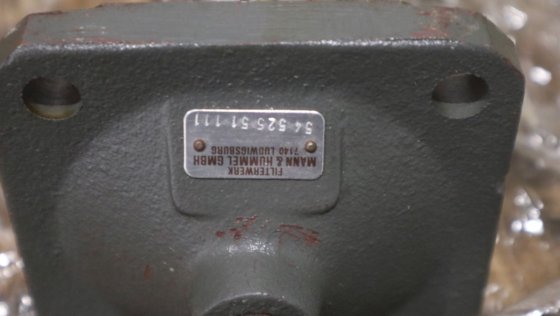 FILTERWERK
MANN & HUMMEL GMBH
7140 LUDWIGSBURG
54 525 51 111